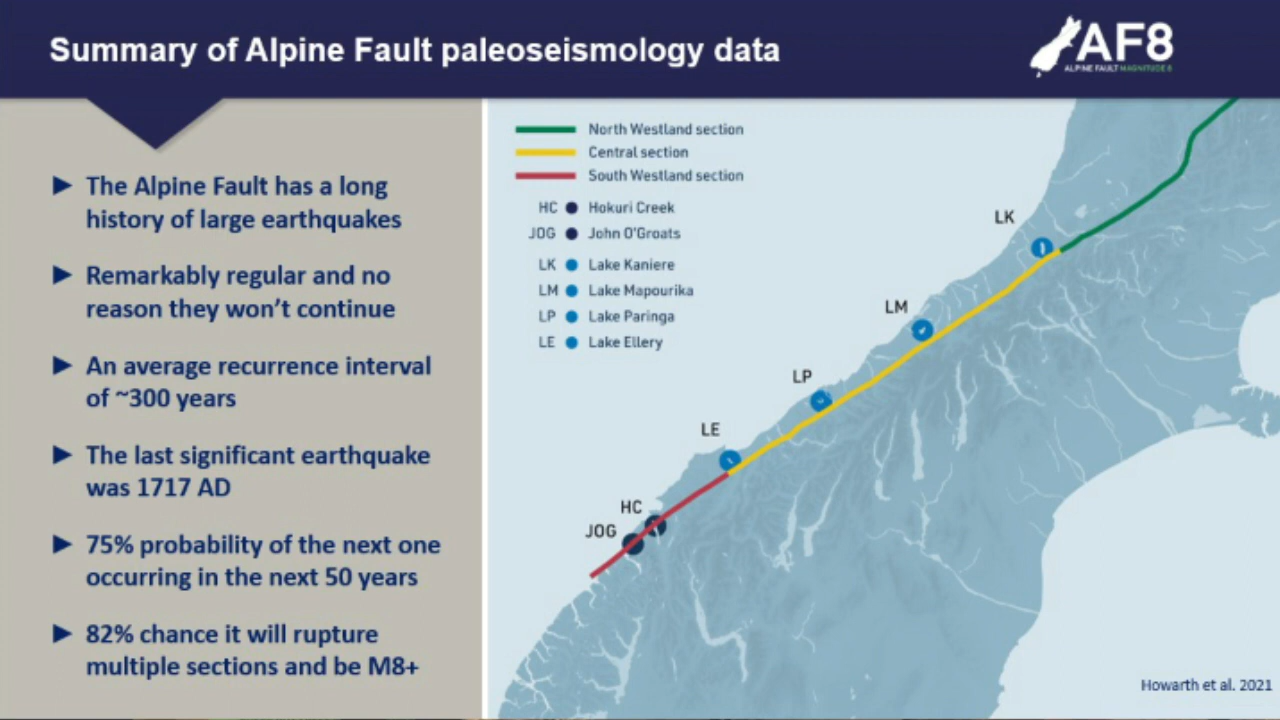 Summary of Alpine Fault paleoseismology data
AF8
ALPINE FAULT MAGNITUDE 8
The Alpine Fault has a long
history of large earthquakes
Remarkably regular and no
reason they won't continue
An average recurrence interval
of ~300 years
The last significant earthquake
was 1717 AD
75% probability of the next one
occurring in the next 50 years
82% chance it will rupture
multiple sections and be M8+
North Westland section
Central section
South Westland section
HC Hokuri Creek
JOG John O'Groats
LK Lake Kaniere
LM Lake Mapourika
LP Lake Paringa
LE Lake Ellery
LK
LM
LP
LE
HC
JOG
Howarth et al. 2021